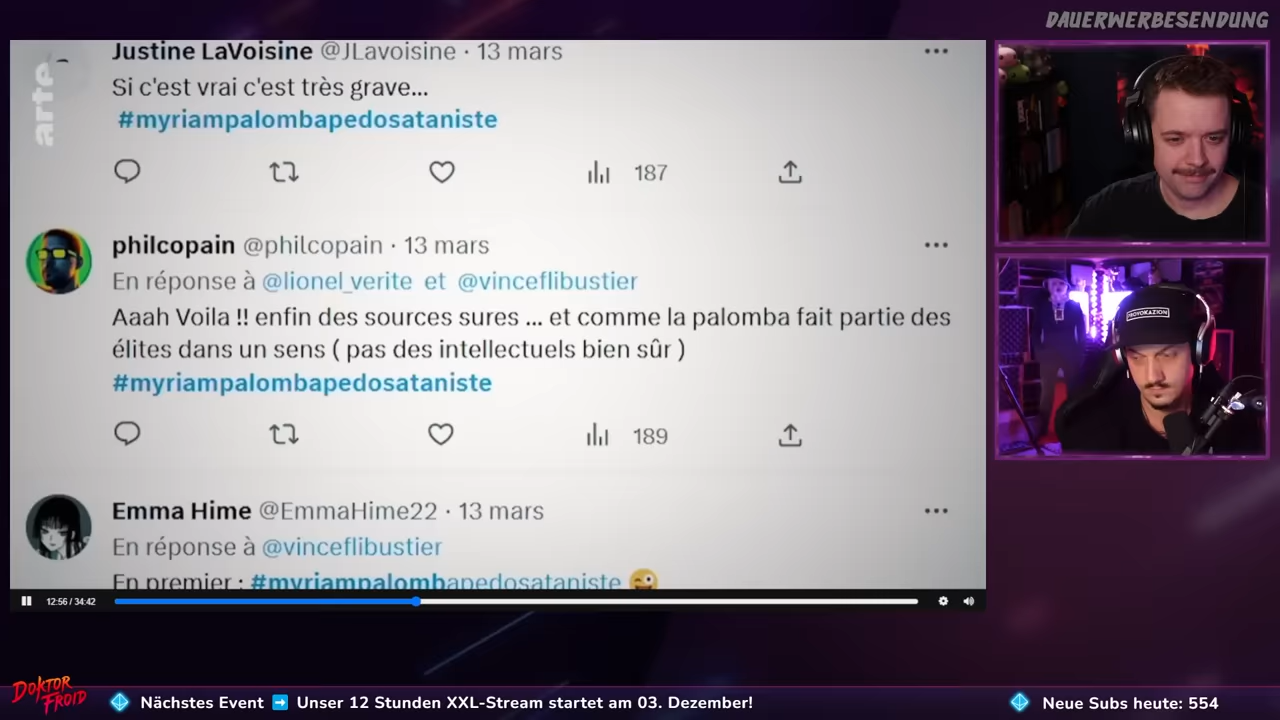 DAUERWERBESENDUNG
arte
Justine LaVoisine @JLavoisine · 13 mars
Si c'est vrai c'est très grave...
#myriampalombapedosataniste
187
philcopain @philcopain · 13 mars
En réponse à @lionel_verite et @vinceflibustier
Aaah Voila !! enfin des sources sures ... et comme la palomba fait partie des
élites dans un sens ( pas des intellectuels bien sûr )
#myriampalombapedosataniste
189
Emma Hime @EmmaHime22 · 13 mars
En réponse à @vinceflibustier
En premier : #myriampalombapedosataniste 😜
12:56 / 34:42
PROVOKAZION
DOKTOR FROID
Nächstes Event ➡️ Unser 12 Stunden XXL-Stream startet am 03. Dezember!
Neue Subs heute: 554